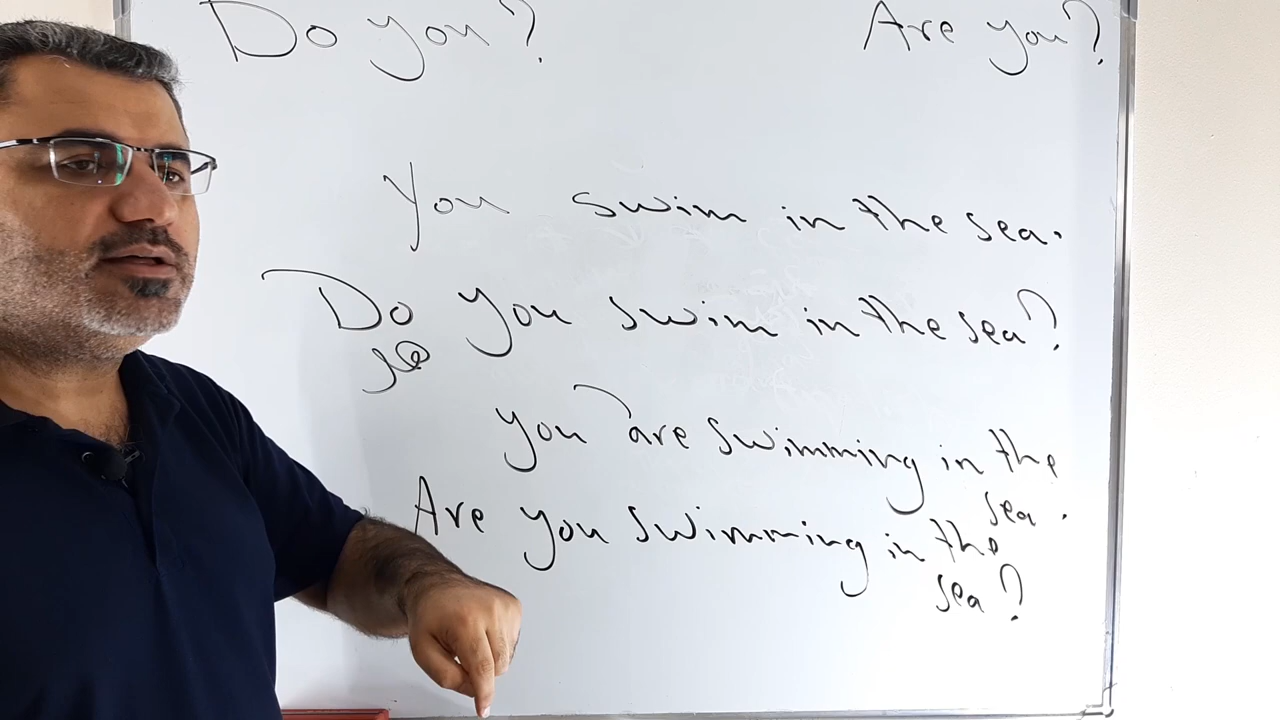 Do you?
Are you?
You swim in the sea.
Do you swim in the sea?
هل
you are swimming in the
sea.
Are you swimming in the
sea?